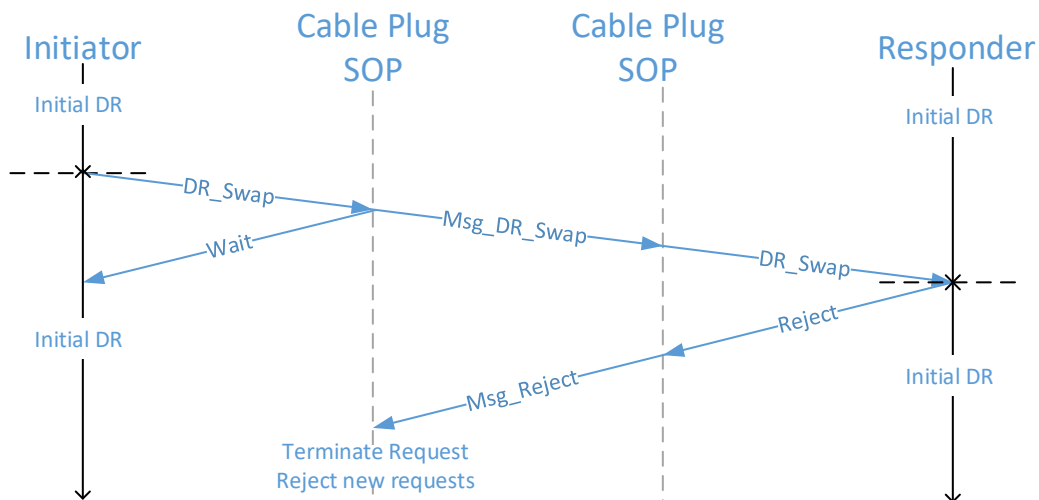 Initiator
Cable Plug
SOP
Cable Plug
SOP
Responder
Initial DR
Initial DR
DR_Swap
Msg_DR_Swap
DR_Swap
Wait
Reject
Initial DR
Initial DR
Msg_Reject
Terminate Request
Reject new requests